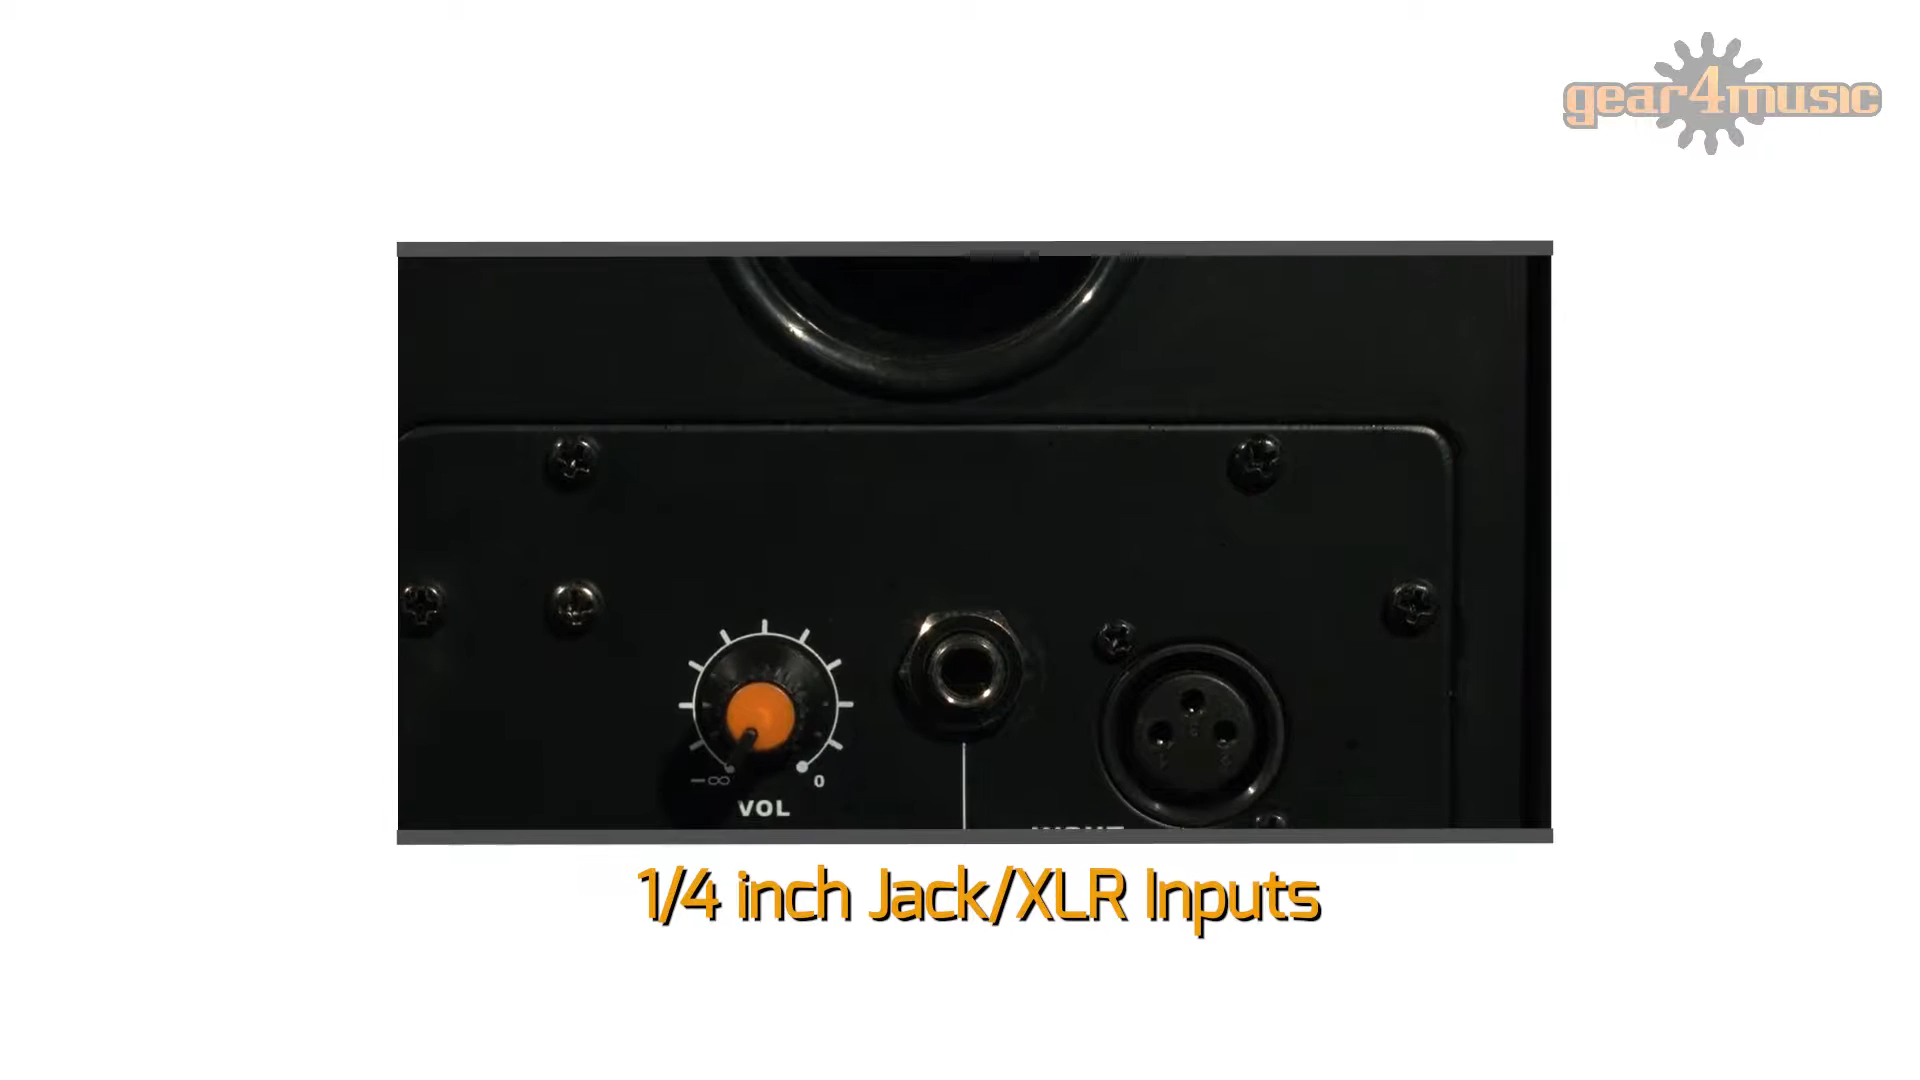 gear4music
-∞ 0
VOL
1/4 inch Jack/XLR Inputs